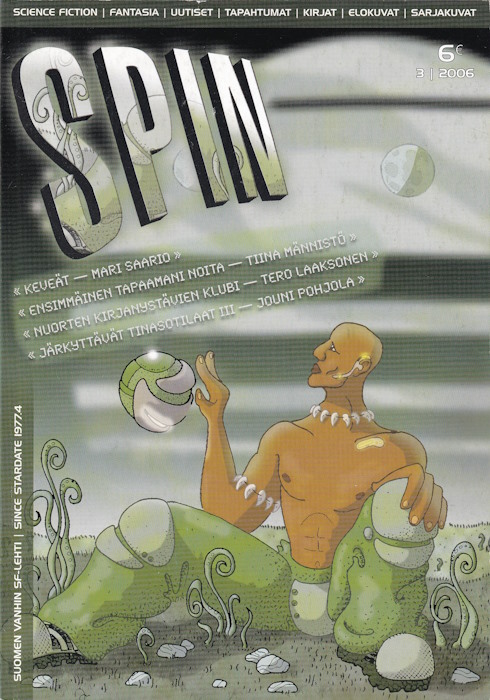 SCIENCE FICTION | FANTASIA | UUTISET | TAPAHTUMAT | KIRJAT | ELOKUVAT | SARJAKUVAT
6€
3 | 2006
SPIN
« KEVEÄT — MARI SAARIO »
« ENSIMMÄINEN TAPAAMANI NOITA — TIINA MÄNNISTÖ »
« NUORTEN KIRJANYSTÄVIEN KLUBI — TERO LAAKSONEN »
« JÄRKYTTÄVÄT TINASOTILAAT III — JOUNI POHJOLA »
SUOMEN VANHIN SF-LEHTI | SINCE STARDATE 1977.4